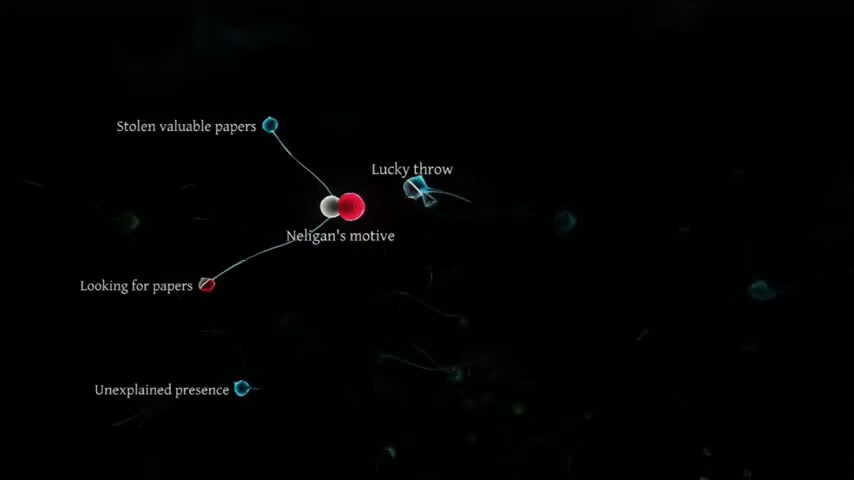 Stolen valuable papers
Lucky throw
Neligan's motive
Looking for papers
Unexplained presence